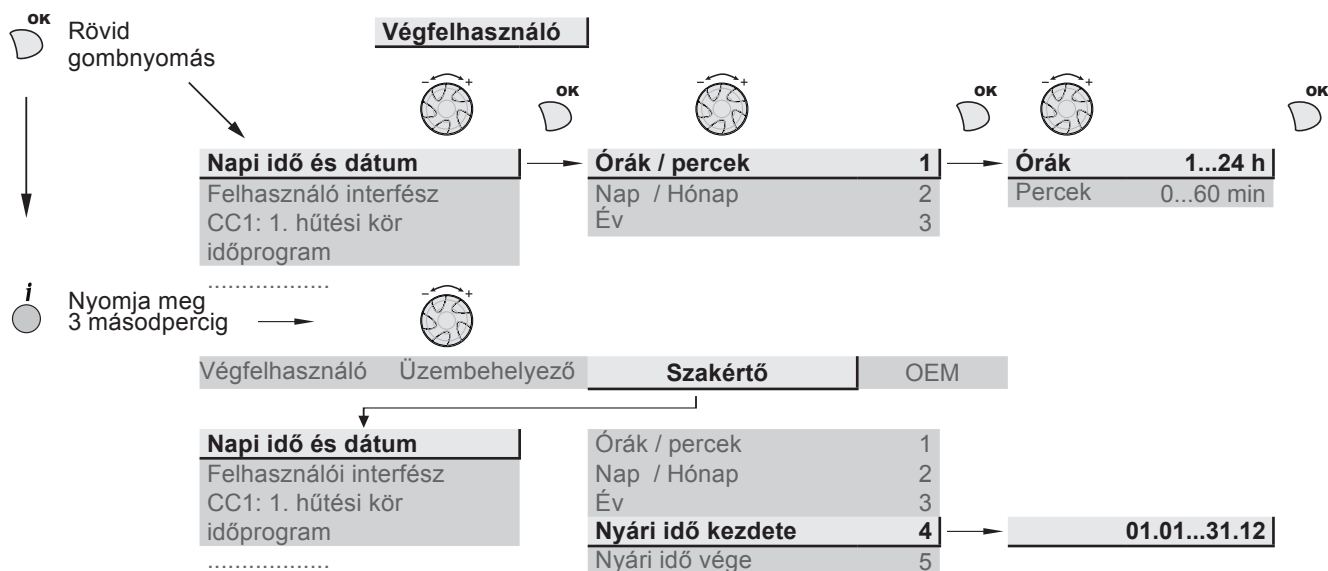 OK
Rövid
gombnyomás
Végfelhasználó
- +
OK
- +
OK
- +
OK
Napi idő és dátum
Felhasználó interfész
CC1: 1. hűtési kör
időprogram
..................
Órák / percek 1
Nap / Hónap 2
Év 3
Órák 1...24 h
Percek 0...60 min
i
Nyomja meg
3 másodpercig
- +
Végfelhasználó Üzembehelyező Szakértő OEM
Napi idő és dátum
Felhasználói interfész
CC1: 1. hűtési kör
időprogram
..................
Órák / percek 1
Nap / Hónap 2
Év 3
Nyári idő kezdete 4
Nyári idő vége 5
01.01...31.12